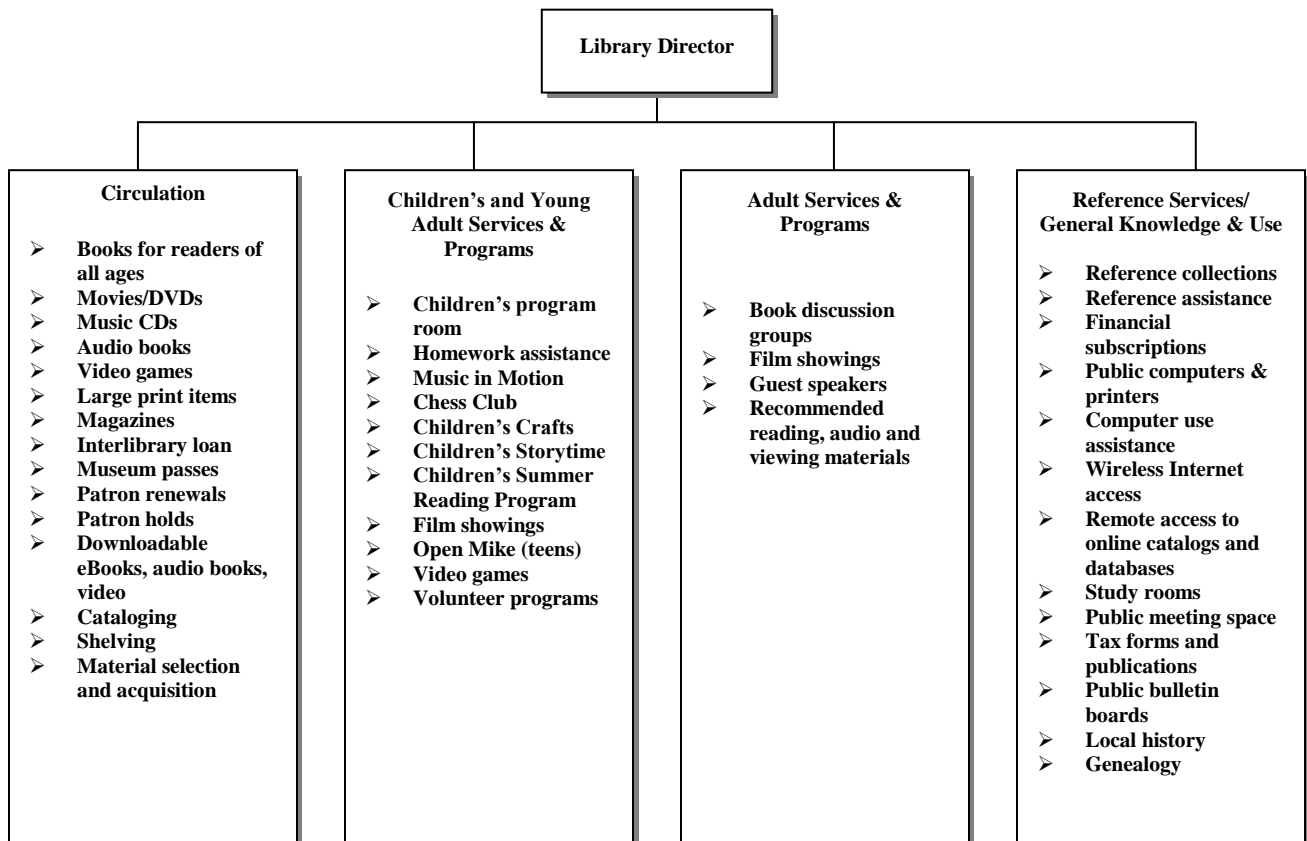 Library Director
Circulation
➢ Books for readers of
all ages
➢ Movies/DVDs
➢ Music CDs
➢ Audio books
➢ Video games
➢ Large print items
➢ Magazines
➢ Interlibrary loan
➢ Museum passes
➢ Patron renewals
➢ Patron holds
➢ Downloadable
eBooks, audio books,
video
➢ Cataloging
➢ Shelving
➢ Material selection
and acquisition
Children’s and Young
Adult Services &
Programs
➢ Children’s program
room
➢ Homework assistance
➢ Music in Motion
➢ Chess Club
➢ Children’s Crafts
➢ Children’s Storytime
➢ Children’s Summer
Reading Program
➢ Film showings
➢ Open Mike (teens)
➢ Video games
➢ Volunteer programs
Adult Services &
Programs
➢ Book discussion
groups
➢ Film showings
➢ Guest speakers
➢ Recommended
reading, audio and
viewing materials
Reference Services/
General Knowledge & Use
➢ Reference collections
➢ Reference assistance
➢ Financial
subscriptions
➢ Public computers &
printers
➢ Computer use
assistance
➢ Wireless Internet
access
➢ Remote access to
online catalogs and
databases
➢ Study rooms
➢ Public meeting space
➢ Tax forms and
publications
➢ Public bulletin
boards
➢ Local history
➢ Genealogy